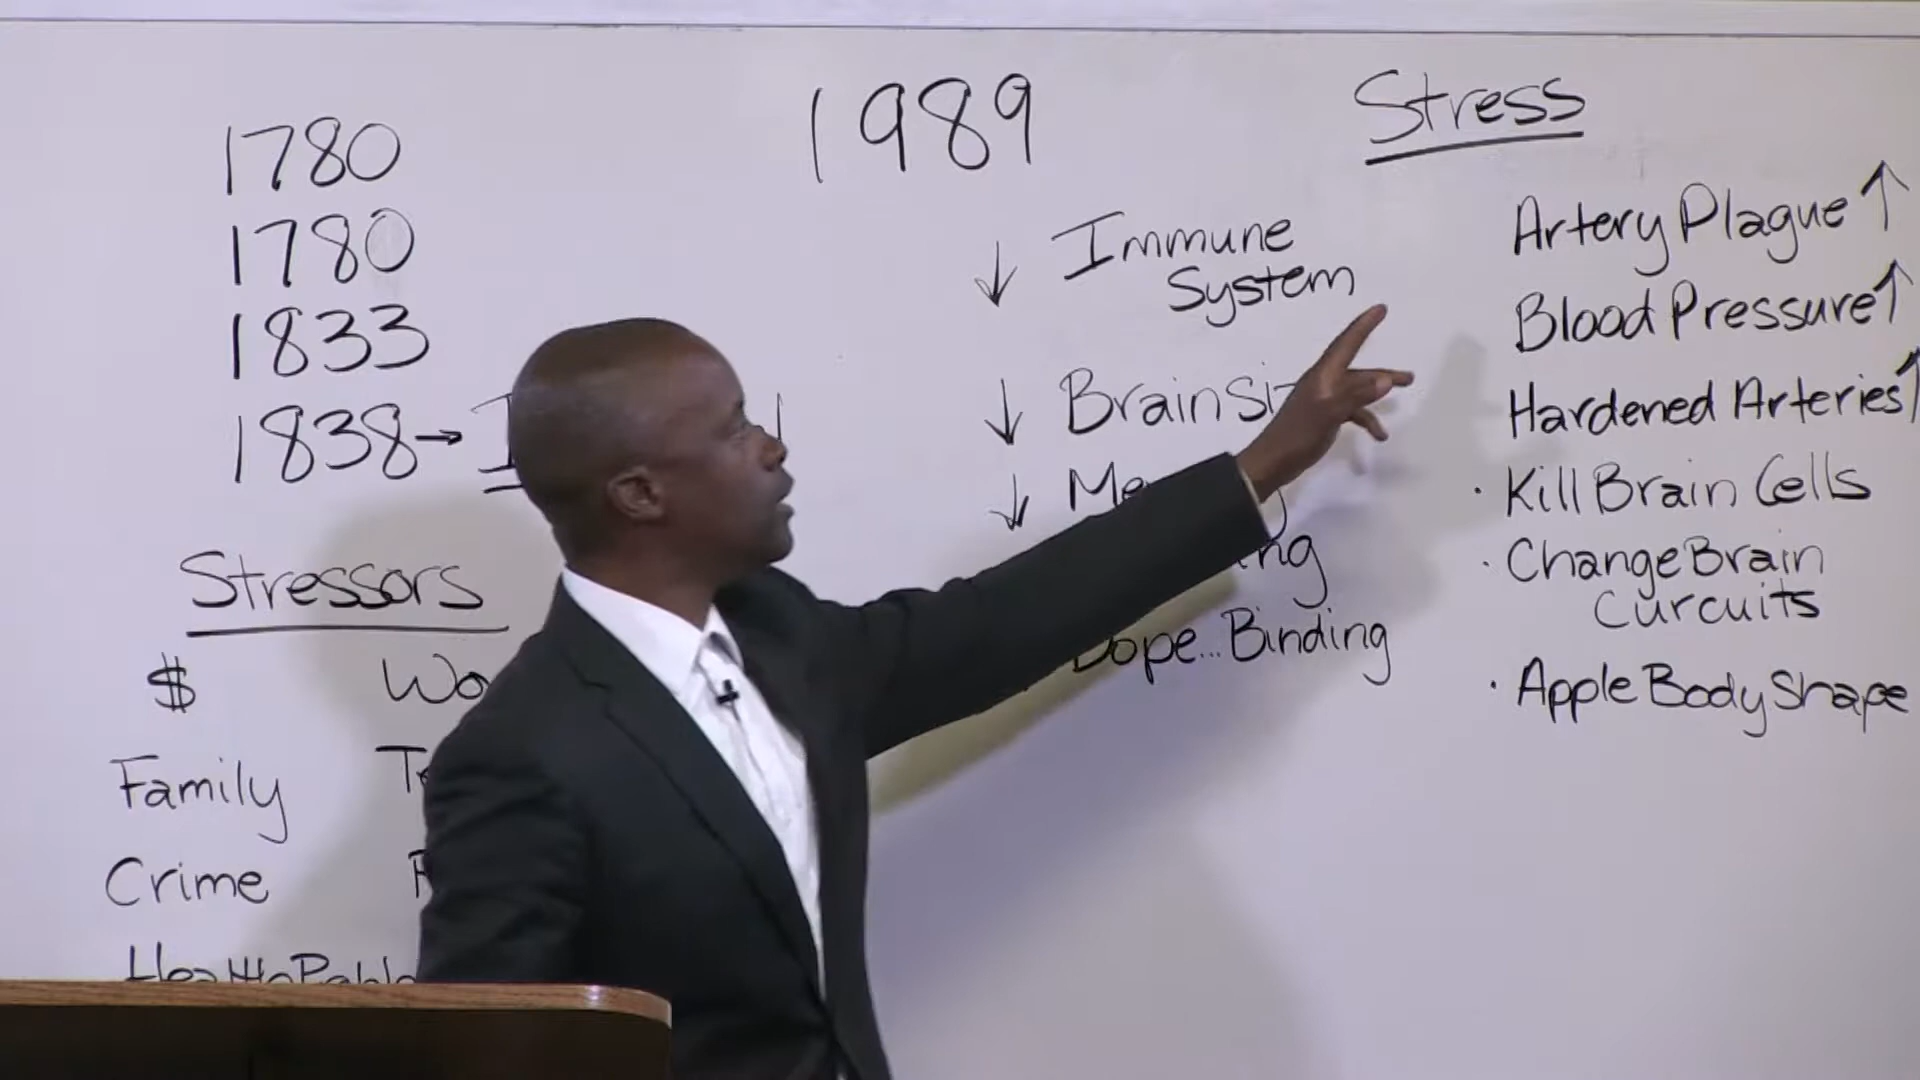 1780
1780
1833
1838→
Stressors
$
Family
Crime
1989
↓ Immune
System
↓ Brain
↓
Dope...Binding
Stress
Artery Plague ↑
Blood Pressure ↑
Hardened Arteries ↑
· Kill Brain Cells
· Change Brain
Curcuits
· Apple Body Shape